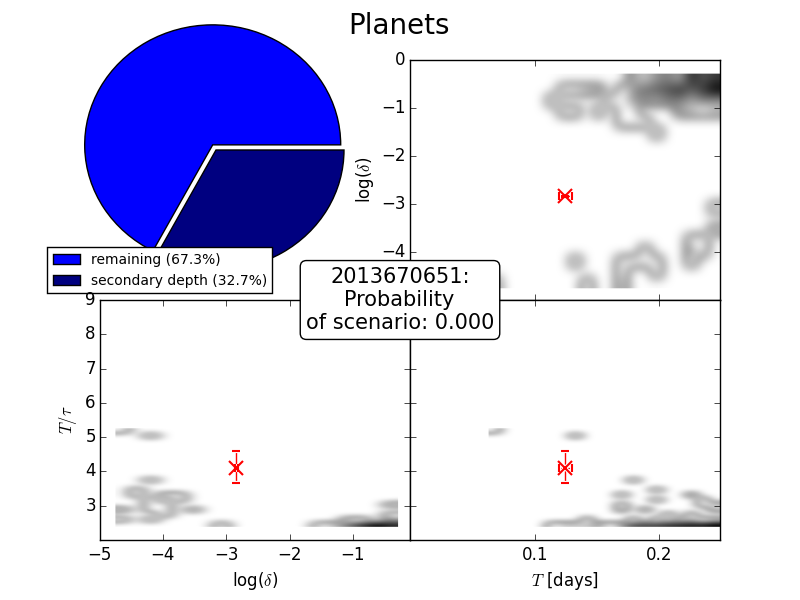 Planets
remaining (67.3%)
secondary depth (32.7%)
log(δ)
0
−1
−2
−3
−4
2013670651:
Probability
of scenario: 0.000
T/τ
9
8
7
6
5
4
3
−5
−4
−3
−2
−1
log(δ)
0.1
0.2
T [days]